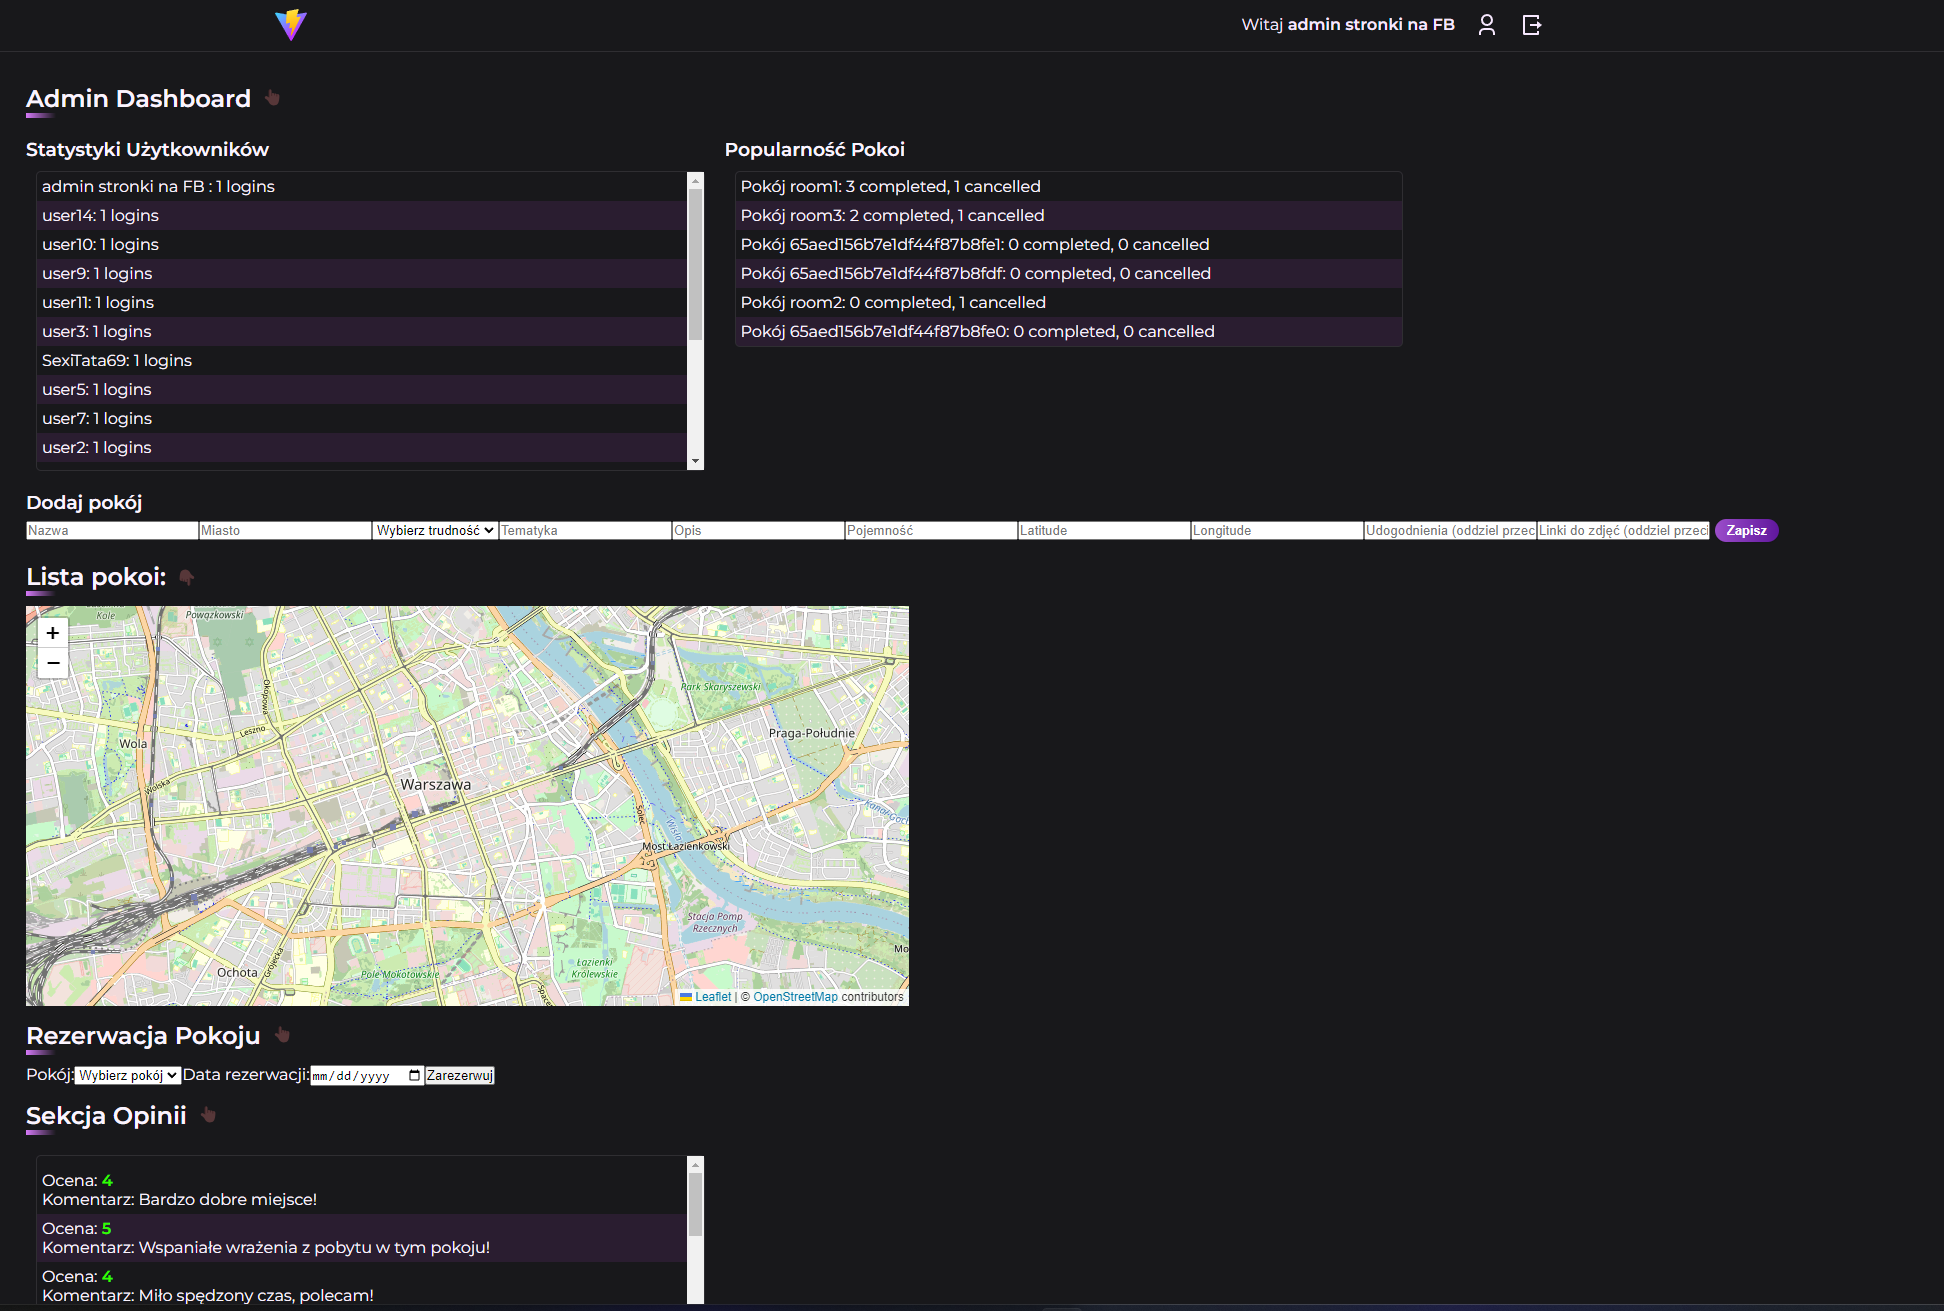 Witaj admin stronki na FB
Admin Dashboard
Statystyki Użytkowników
admin stronki na FB : 1 logins
user14: 1 logins
user10: 1 logins
user9: 1 logins
user11: 1 logins
user3: 1 logins
SexiTata69: 1 logins
user5: 1 logins
user7: 1 logins
user2: 1 logins
Popularność Pokoi
Pokój room1: 3 completed, 1 cancelled
Pokój room3: 2 completed, 1 cancelled
Pokój 65aed156b7e1df44f87b8fe1: 0 completed, 0 cancelled
Pokój 65aed156b7e1df44f87b8fdf: 0 completed, 0 cancelled
Pokój room2: 0 completed, 1 cancelled
Pokój 65aed156b7e1df44f87b8fe0: 0 completed, 0 cancelled
Dodaj pokój
Nazwa Miasto Wybierz trudność Tematyka Opis Pojemność Latitude Longitude Udogodnienia (oddziel przec Linki do zdjęć (oddziel przeci Zapisz
Lista pokoi:
+
−
Koło
Powązkowski
Okopowa
Park Skaryszewski
Leszno
Praga-Południe
Wola
Wolska
Warszawa
Solec
Wisła
Most Łazienkowski
Stacja Pomp
Rzecznych
Mo
Ochota
Grójecka
Pole Mokotowskie
Łazienki
Królewskie
Leaflet | © OpenStreetMap contributors
Rezerwacja Pokoju
Pokój: Wybierz pokój Data rezerwacji: mm/dd/yyyy Zarezerwuj
Sekcja Opinii
Ocena: 4
Komentarz: Bardzo dobre miejsce!
Ocena: 5
Komentarz: Wspaniałe wrażenia z pobytu w tym pokoju!
Ocena: 4
Komentarz: Miło spędzony czas, polecam!